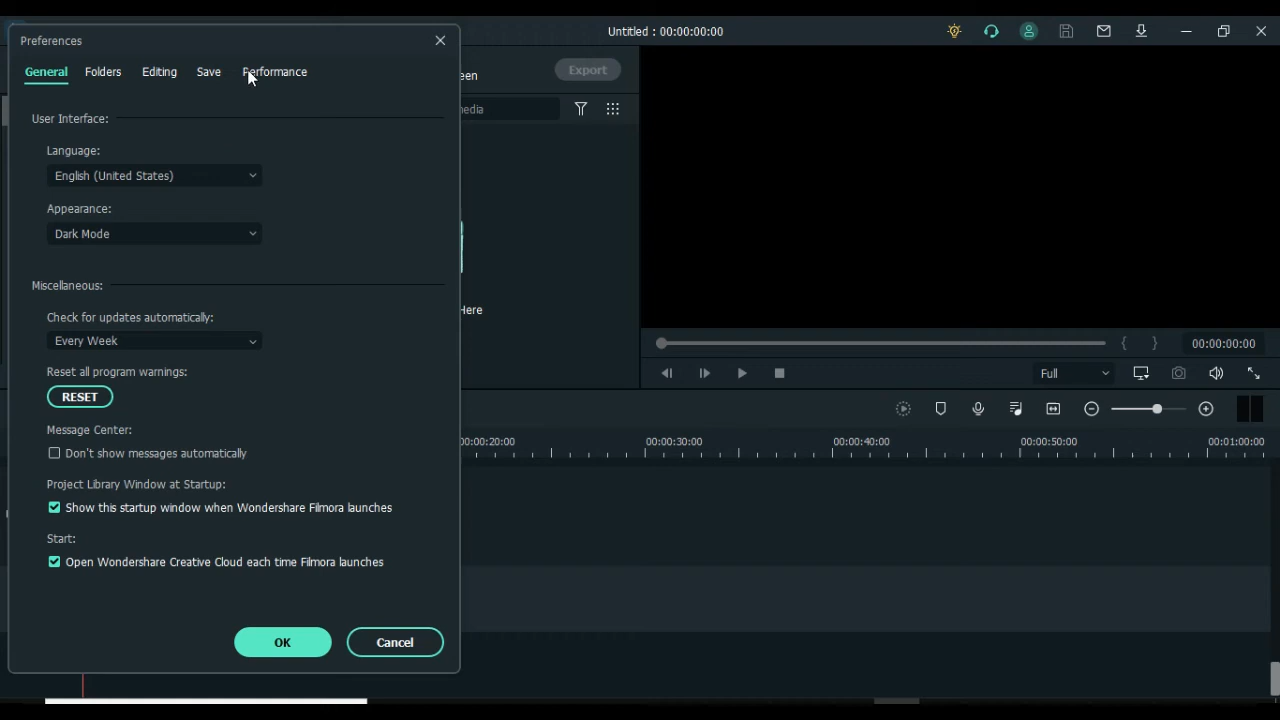 Preferences
Untitled : 00:00:00:00
General Folders Editing Save Performance
een
Export
edia
User Interface:
Language:
English (United States)
Appearance:
Dark Mode
Miscellaneous:
Here
Check for updates automatically:
Every Week
00:00:00:00
Reset all program warnings:
RESET
Full
Message Center:
Don't show messages automatically
00:00:20:00 00:00:30:00 00:00:40:00 00:00:50:00 00:01:00:00
Project Library Window at Startup:
Show this startup window when Wondershare Filmora launches
Start:
Open Wondershare Creative Cloud each time Filmora launches
OK Cancel